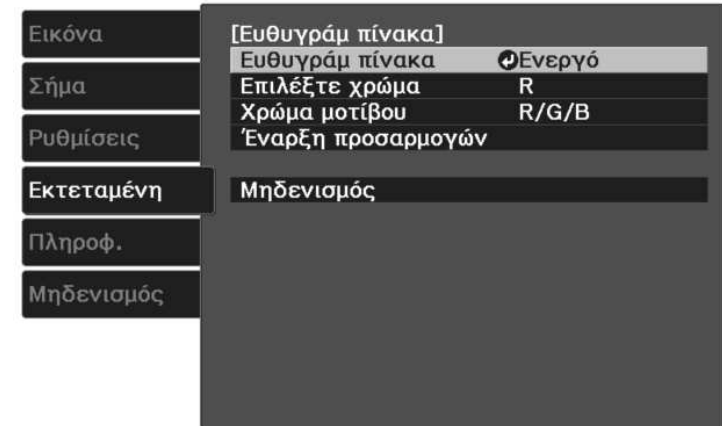 Εικόνα
Σήμα
Ρυθμίσεις
Εκτεταμένη
Πληροφ.
Μηδενισμός
[Ευθυγράμ πίνακα]
Ευθυγράμ πίνακα Ενεργό
Επιλέξτε χρώμα R
Χρώμα μοτίβου R/G/B
Έναρξη προσαρμογών
Μηδενισμός